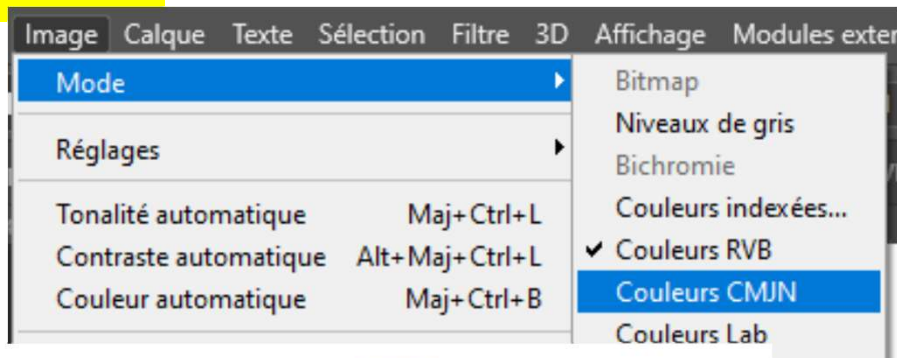 Image Calque Texte Sélection Filtre 3D Affichage Modules exter
Mode
Réglages
Tonalité automatique Maj+Ctrl+L
Contraste automatique Alt+Maj+Ctrl+L
Couleur automatique Maj+Ctrl+B
Bitmap
Niveaux de gris
Bichromie
Couleurs indexées...
Couleurs RVB
Couleurs CMJN
Couleurs Lab